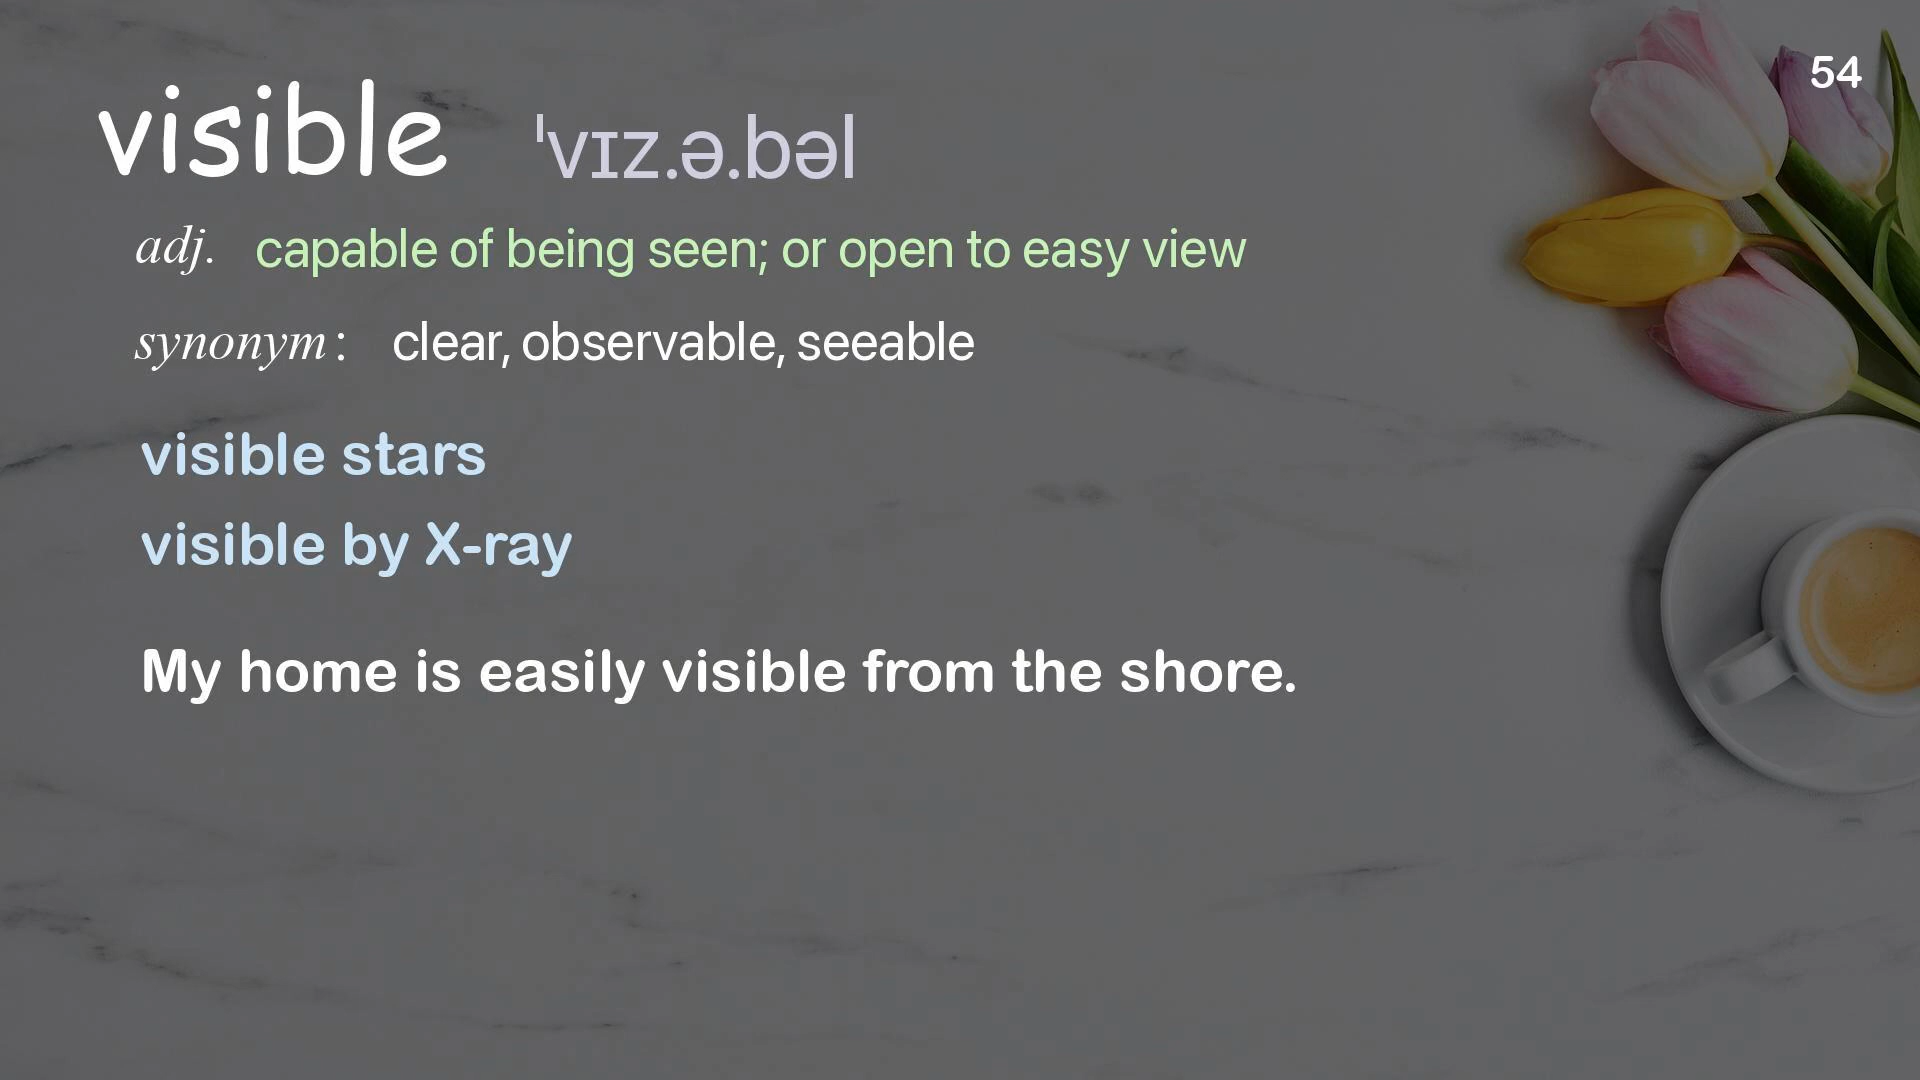 54
visible ˈvɪz.ə.bəl
adj. capable of being seen; or open to easy view
synonym: clear, observable, seeable
visible stars
visible by X-ray
My home is easily visible from the shore.